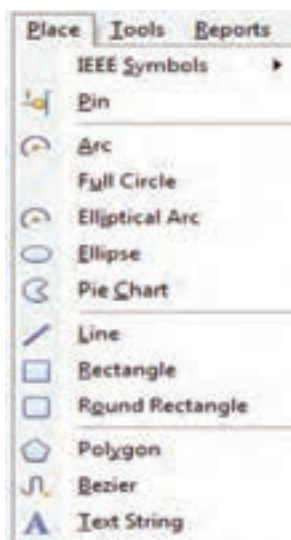 Place Tools Reports
IEEE Symbols
Pin
Arc
Full Circle
Elliptical Arc
Ellipse
Pie Chart
Line
Rectangle
Round Rectangle
Polygon
Bezier
Text String